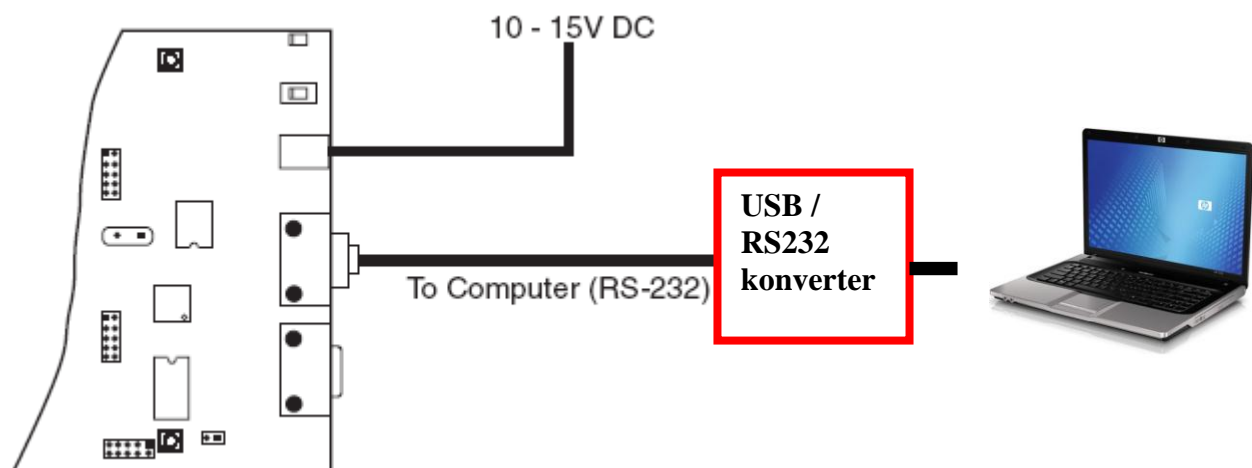 10 - 15V DC
USB /
RS232
konverter
To Computer (RS-232)